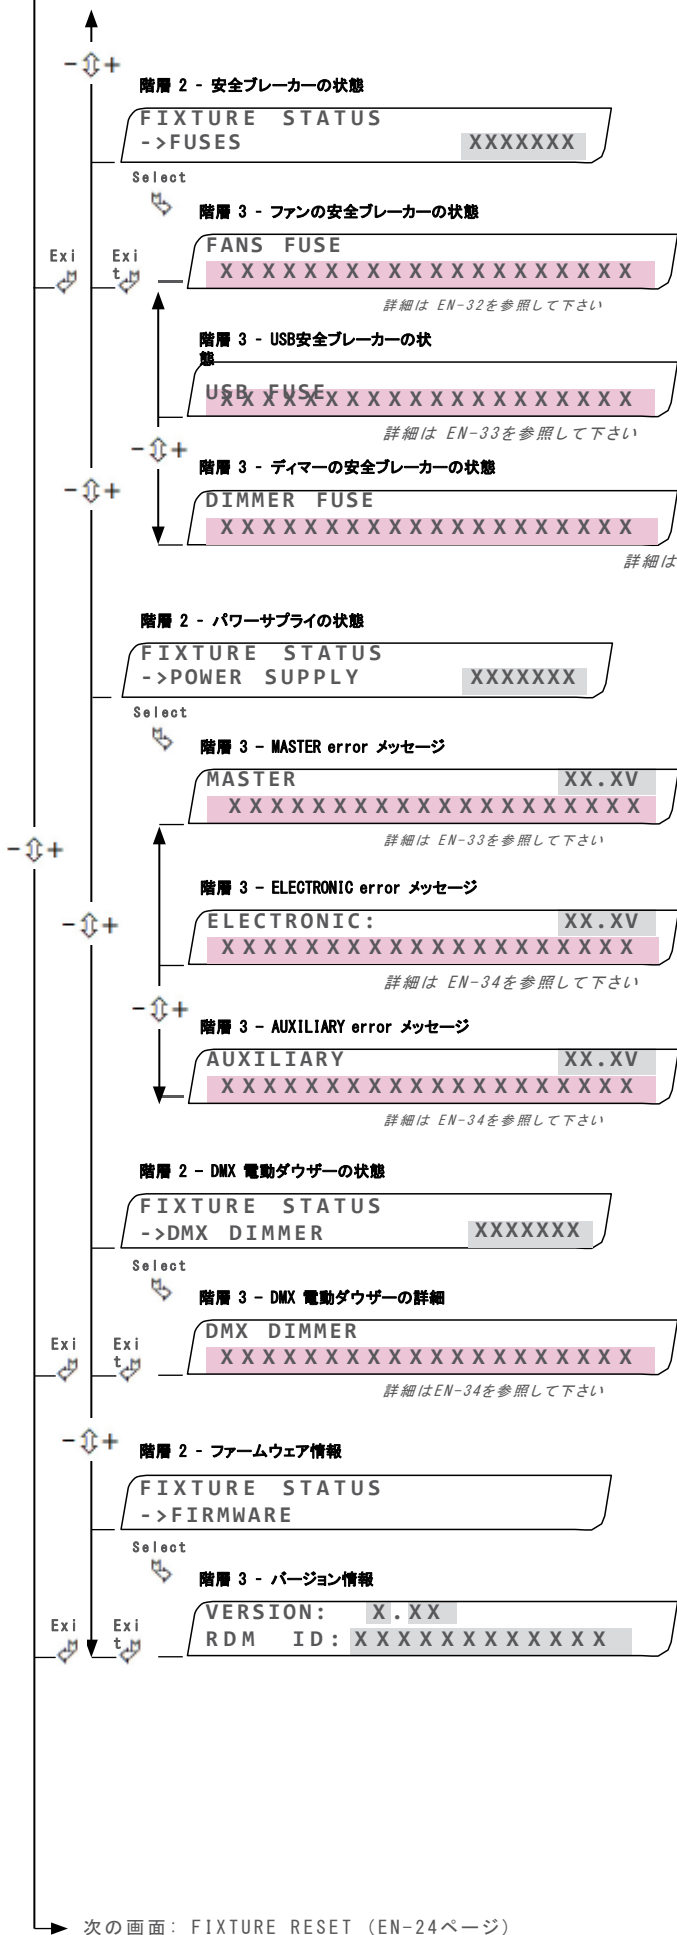 階層 2 - 安全ブレーカーの状態
FIXTURE STATUS
->FUSES XXXXXXX
Select
階層 3 - ファンの安全ブレーカーの状態
FANS FUSE
XXXXXXXXXXXXXXXXXXXX
Exi
Exi
t
詳細は EN-32を参照して下さい
階層 3 - USB安全ブレーカーの状
態
USB FUSE
XXXXXXXXXXXXXXXXXXXX
詳細は EN-33を参照して下さい
階層 3 - ディマーの安全ブレーカーの状態
DIMMER FUSE
XXXXXXXXXXXXXXXXXXXX
詳細は
階層 2 - パワーサプライの状態
FIXTURE STATUS
->POWER SUPPLY XXXXXXX
Select
階層 3 - MASTER error メッセージ
MASTER XX.XV
XXXXXXXXXXXXXXXXXXXX
詳細は EN-33を参照して下さい
階層 3 - ELECTRONIC error メッセージ
ELECTRONIC: XX.XV
XXXXXXXXXXXXXXXXXXXX
詳細は EN-34を参照して下さい
階層 3 - AUXILIARY error メッセージ
AUXILIARY XX.XV
XXXXXXXXXXXXXXXXXXXX
詳細は EN-34を参照して下さい
階層 2 - DMX 電動ダウザーの状態
FIXTURE STATUS
->DMX DIMMER XXXXXXX
Select
階層 3 - DMX 電動ダウザーの詳細
DMX DIMMER
XXXXXXXXXXXXXXXXXXXX
Exi
Exi
t
詳細はEN-34を参照して下さい
階層 2 - ファームウェア情報
FIXTURE STATUS
->FIRMWARE
Select
階層 3 - バージョン情報
VERSION: X.XX
RDM ID: XXXXXXXXXXXX
Exi
Exi
t
次の画面: FIXTURE RESET (EN-24ページ)